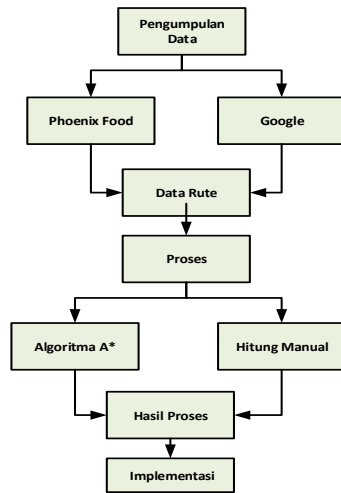 Pengumpulan
Data
Phoenix Food
Google
Data Rute
Proses
Algoritma A*
Hitung Manual
Hasil Proses
Implementasi